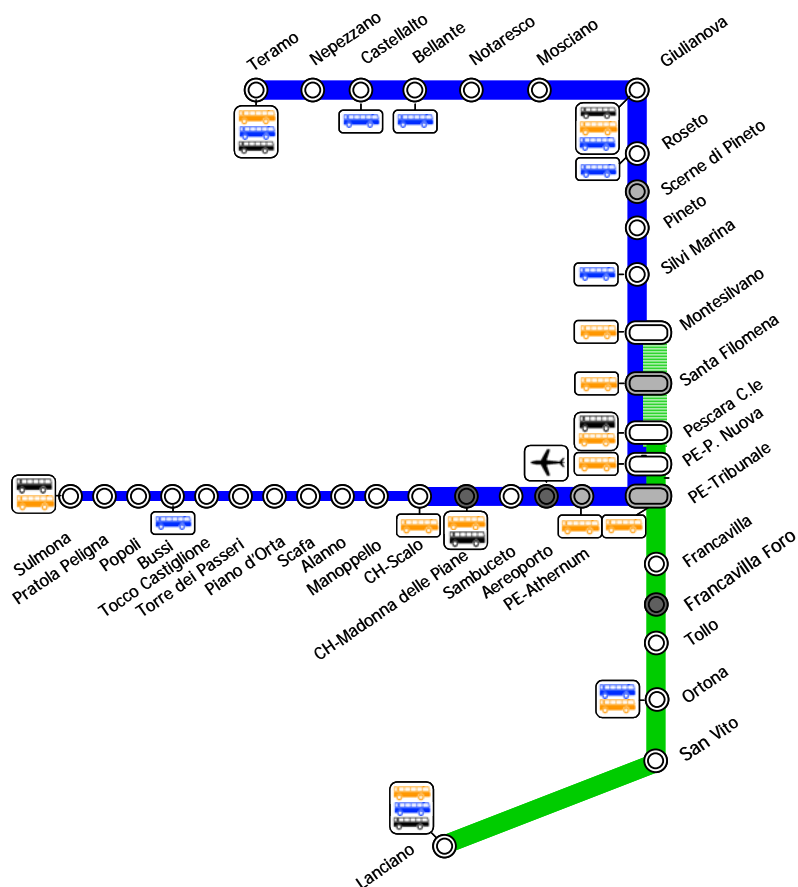 Teramo
Nepezzano
Castellalto
Bellante
Notaresco
Mosciano
Giulianova
Roseto
Scerne di Pineto
Pineto
Silvi Marina
Montesilvano
Santa Filomena
Pescara C.le
PE-P. Nuova
PE-Tribunale
Sulmona
Pratola Peligna
Popoli
Bussi
Tocco Castiglione
Torre dei Passeri
Piano d'Orta
Scafa
Alanno
Manoppello
CH-Scalo
CH-Madonna delle Piane
Sambuceto
Aereoporto
PE-Athernum
Francavilla
Francavilla Foro
Tollo
Ortona
San Vito
Lanciano